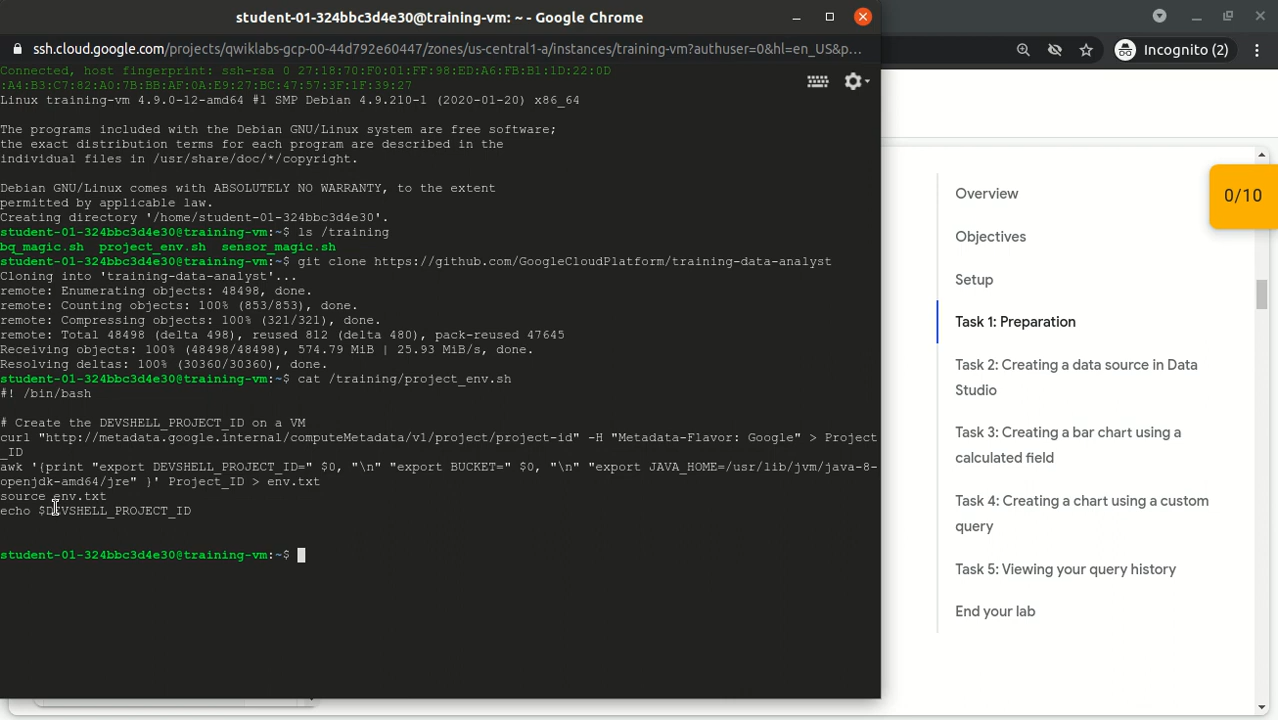 student-01-324bbc3d4e30@training-vm: ~ - Google Chrome
ssh.cloud.google.com/projects/qwiklabs-gcp-00-44d792e60447/zones/us-central1-a/instances/training-vm?authuser=0&hl=en_US&p...
Incognito (2)
Connected, host fingerprint: ssh-rsa 0 27:18:70:F0:01:FF:98:ED:A6:FB:B1:1D:22:0D
:A4:B3:C7:82:A0:7B:BB:AF:0A:E9:27:BC:47:57:3F:1F:39:27
Linux training-vm 4.9.0-12-amd64 #1 SMP Debian 4.9.210-1 (2020-01-20) x86_64
The programs included with the Debian GNU/Linux system are free software;
the exact distribution terms for each program are described in the
individual files in /usr/share/doc/*/copyright.
Debian GNU/Linux comes with ABSOLUTELY NO WARRANTY, to the extent
permitted by applicable law.
Creating directory '/home/student-01-324bbc3d4e30'.
student-01-324bbc3d4e30@training-vm:~$ ls /training
bq_magic.sh  project_env.sh  sensor_magic.sh
student-01-324bbc3d4e30@training-vm:~$ git clone https://github.com/GoogleCloudPlatform/training-data-analyst
Cloning into 'training-data-analyst'...
remote: Enumerating objects: 48498, done.
remote: Counting objects: 100% (853/853), done.
remote: Compressing objects: 100% (321/321), done.
remote: Total 48498 (delta 498), reused 812 (delta 480), pack-reused 47645
Receiving objects: 100% (48498/48498), 574.79 MiB | 25.93 MiB/s, done.
Resolving deltas: 100% (30360/30360), done.
student-01-324bbc3d4e30@training-vm:~$ cat /training/project_env.sh
#! /bin/bash
# Create the DEVSHELL_PROJECT_ID on a VM
curl "http://metadata.google.internal/computeMetadata/v1/project/project-id" -H "Metadata-Flavor: Google" > Project
_ID
awk '{print "export DEVSHELL_PROJECT_ID=" $0, "\n" "export BUCKET=" $0, "\n" "export JAVA_HOME=/usr/lib/jvm/java-8-
openjdk-amd64/jre" }' Project_ID > env.txt
source env.txt
echo $DEVSHELL_PROJECT_ID
student-01-324bbc3d4e30@training-vm:~$
Overview
Objectives
Setup
Task 1: Preparation
Task 2: Creating a data source in Data
Studio
Task 3: Creating a bar chart using a
calculated field
Task 4: Creating a chart using a custom
query
Task 5: Viewing your query history
End your lab
0/10